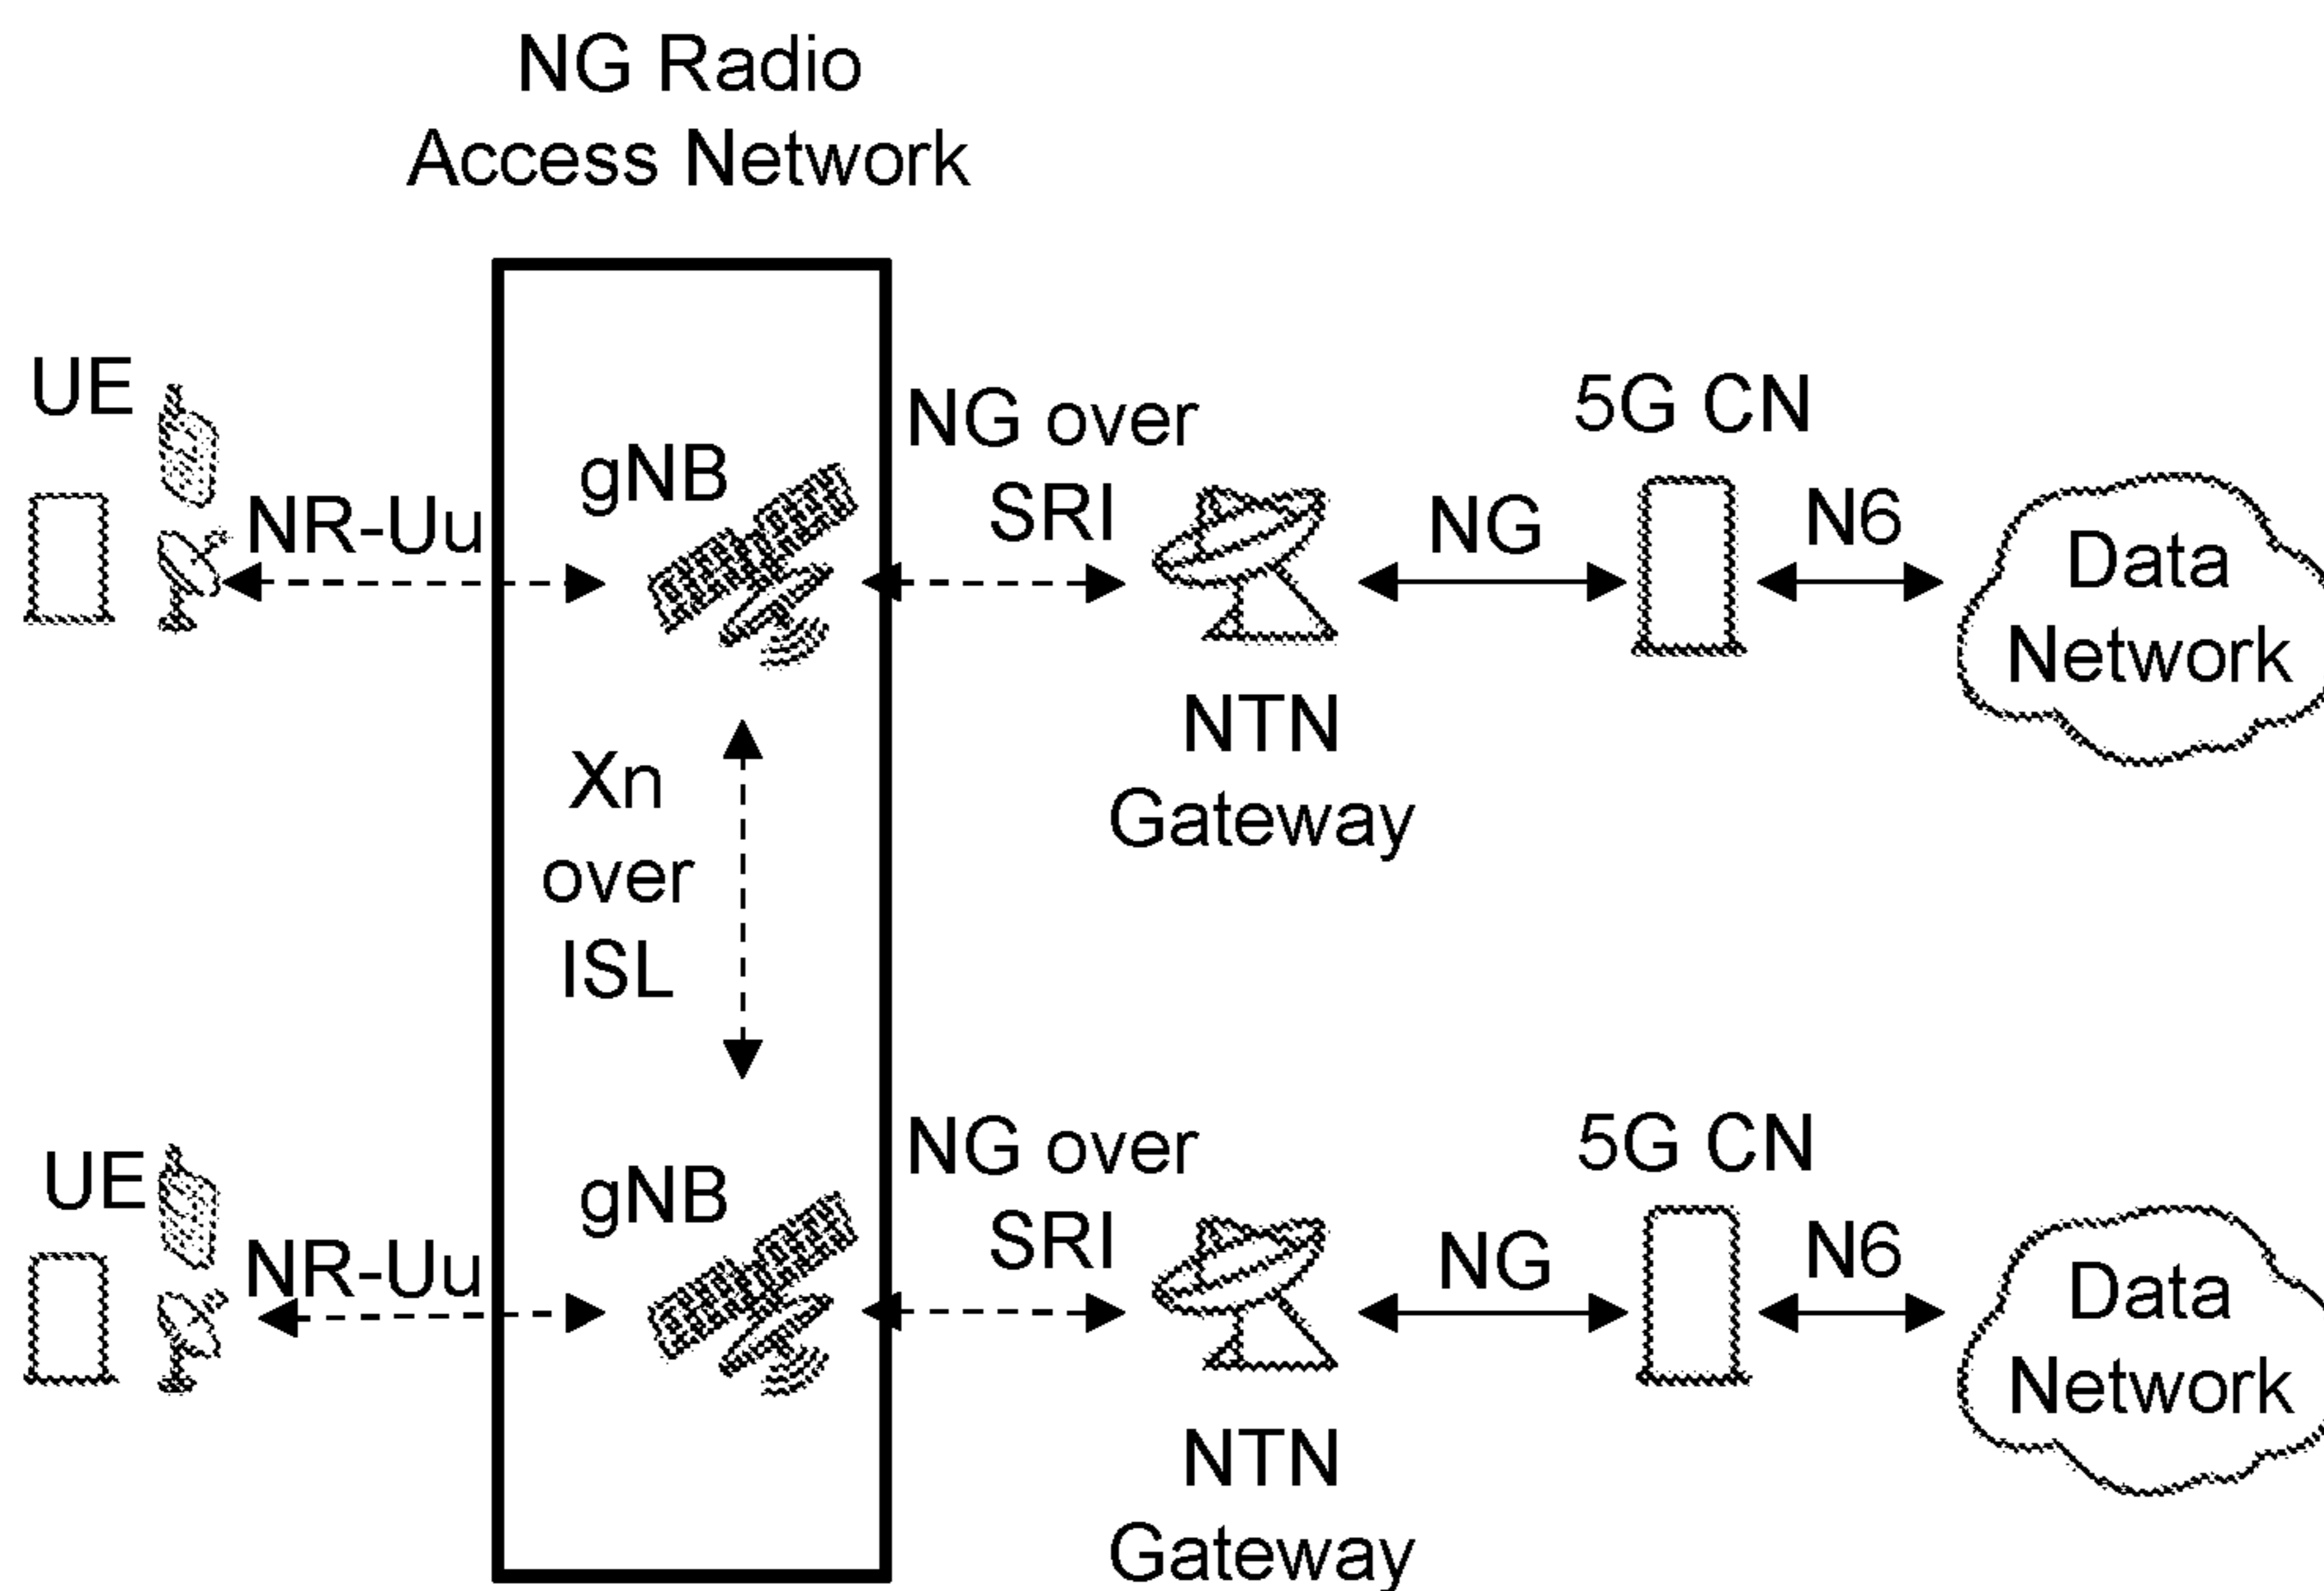 NG Radio
Access Network
UE
NR-Uu
gNB
NG over
SRI
NTN
Gateway
NG
5G CN
N6
Data
Network
Xn
over
ISL
UE
NR-Uu
gNB
NG over
SRI
NTN
Gateway
NG
5G CN
N6
Data
Network